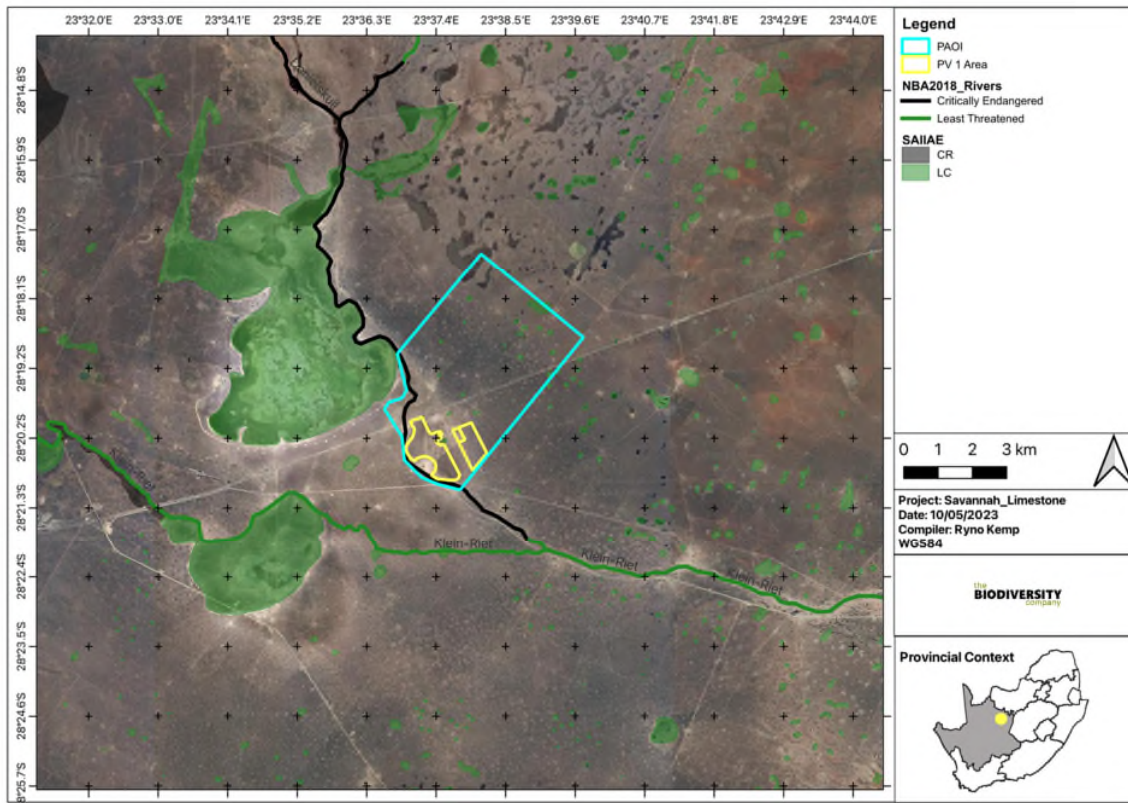 23°32.0'E 23°33.0'E 23°34.1'E 23°35.2'E 23°36.3'E 23°37.4'E 23°38.5'E 23°39.6'E 23°40.7'E 23°41.8'E 23°42.9'E 23°44.0'E
28°14.8'S
28°15.9'S
28°17.0'S
28°18.1'S
28°19.2'S
28°20.2'S
28°21.3'S
28°22.4'S
28°23.5'S
28°24.6'S
28°25.7'S
Klein-Riet
Klein-Riet
Klein-Riet
Klein-Riet
Legend
PAOI
PV 1 Area
NBA2018_Rivers
Critically Endangered
Least Threatened
SAIIAE
CR
LC
0 1 2 3 km
Project: Savannah_Limestone
Date: 10/05/2023
Compiler: Ryno Kemp
WGS84
the
BIODIVERSITY
company
Provincial Context